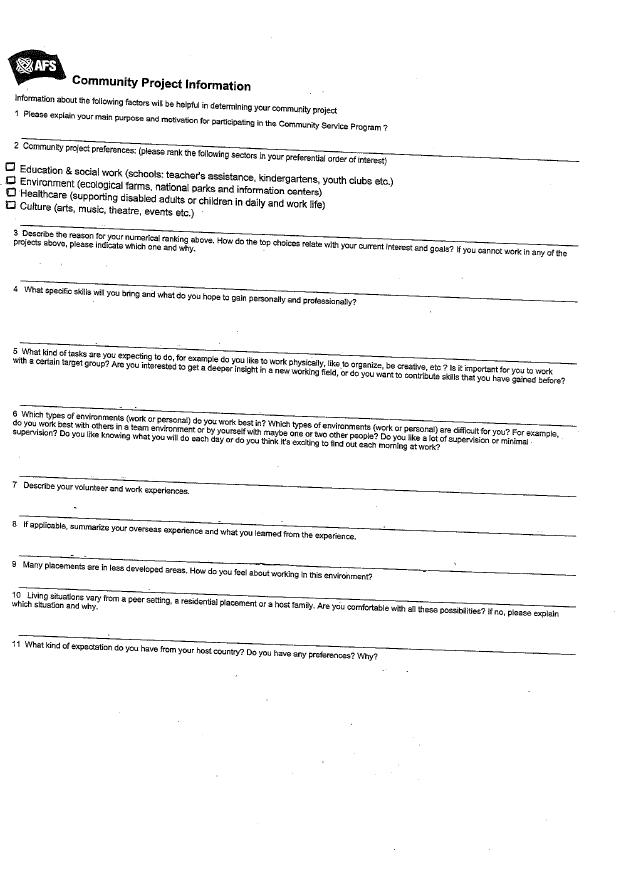 AFS
Community Project Information
Information about the following factors will be helpful in determining your community project
1 Please explain your main purpose and motivation for participating in the Community Service Program ?
2 Community project preferences: (please rank the following sectors in your preferential order of interest)
Education & social work (schools: teacher's assistance, kindergartens, youth clubs etc.)
Environment (ecological farms, national parks and information centers)
Healthcare (supporting disabled adults or children in daily and work life)
Culture (arts, music, theatre, events etc.)
3 Describe the reason for your numerical ranking above. How do the top choices relate with your current interest and goals? If you cannot work in any of the
projects above, please indicate which one and why.
4 What specific skills will you bring and what do you hope to gain personally and professionally?
5 What kind of tasks are you expecting to do, for example do you like to work physically, like to organize, be creative, etc ? Is it important for you to work
with a certain target group? Are you interested to get a deeper insight in a new working field, or do you want to contribute skills that you have gained before?
6 Which types of environments (work or personal) do you work best in? Which types of environments (work or personal) are difficult for you? For example,
do you work best with others in a team environment or by yourself with maybe one or two other people? Do you like a lot of supervision or minimal
supervision? Do you like knowing what you will do each day or do you think it's exciting to find out each morning at work?
7 Describe your volunteer and work experiences.
8 If applicable, summarize your overseas experience and what you learned from the experience.
9 Many placements are in less developed areas. How do you feel about working in this environment?
10 Living situations vary from a peer setting, a residential placement or a host family. Are you comfortable with all these possibilities? If no, please explain
which situation and why.
11 What kind of expectation do you have from your host country? Do you have any preferences? Why?